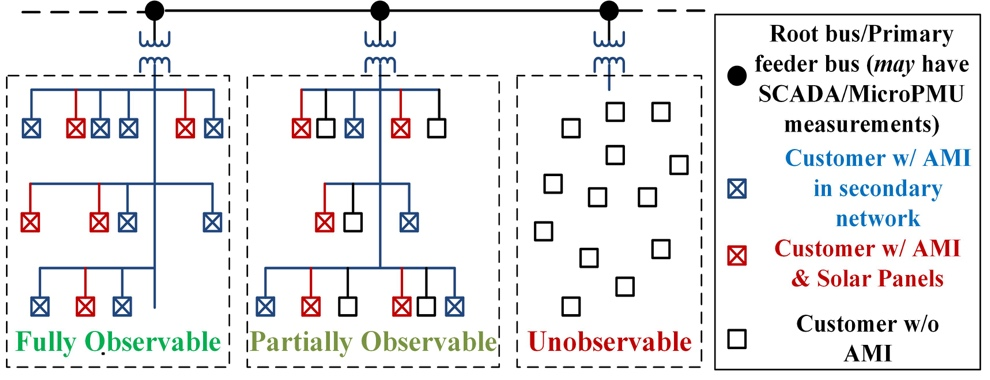 Fully Observable
Partially Observable
Unobservable
Root bus/Primary
feeder bus (may have
SCADA/MicroPMU
measurements)
Customer w/ AMI
in secondary
network
Customer w/ AMI
& Solar Panels
Customer w/o
AMI